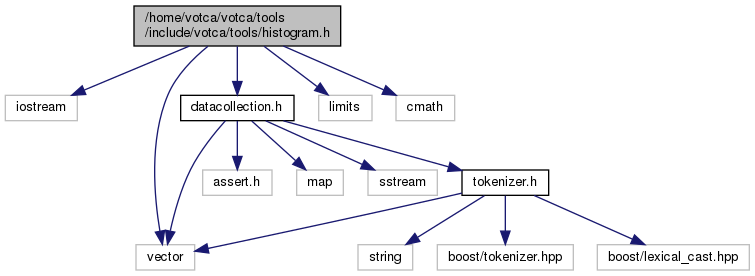 /home/votca/votca/tools
/include/votca/tools/histogram.h
iostream
datacollection.h
limits
cmath
assert.h
map
sstream
tokenizer.h
vector
string
boost/tokenizer.hpp
boost/lexical_cast.hpp